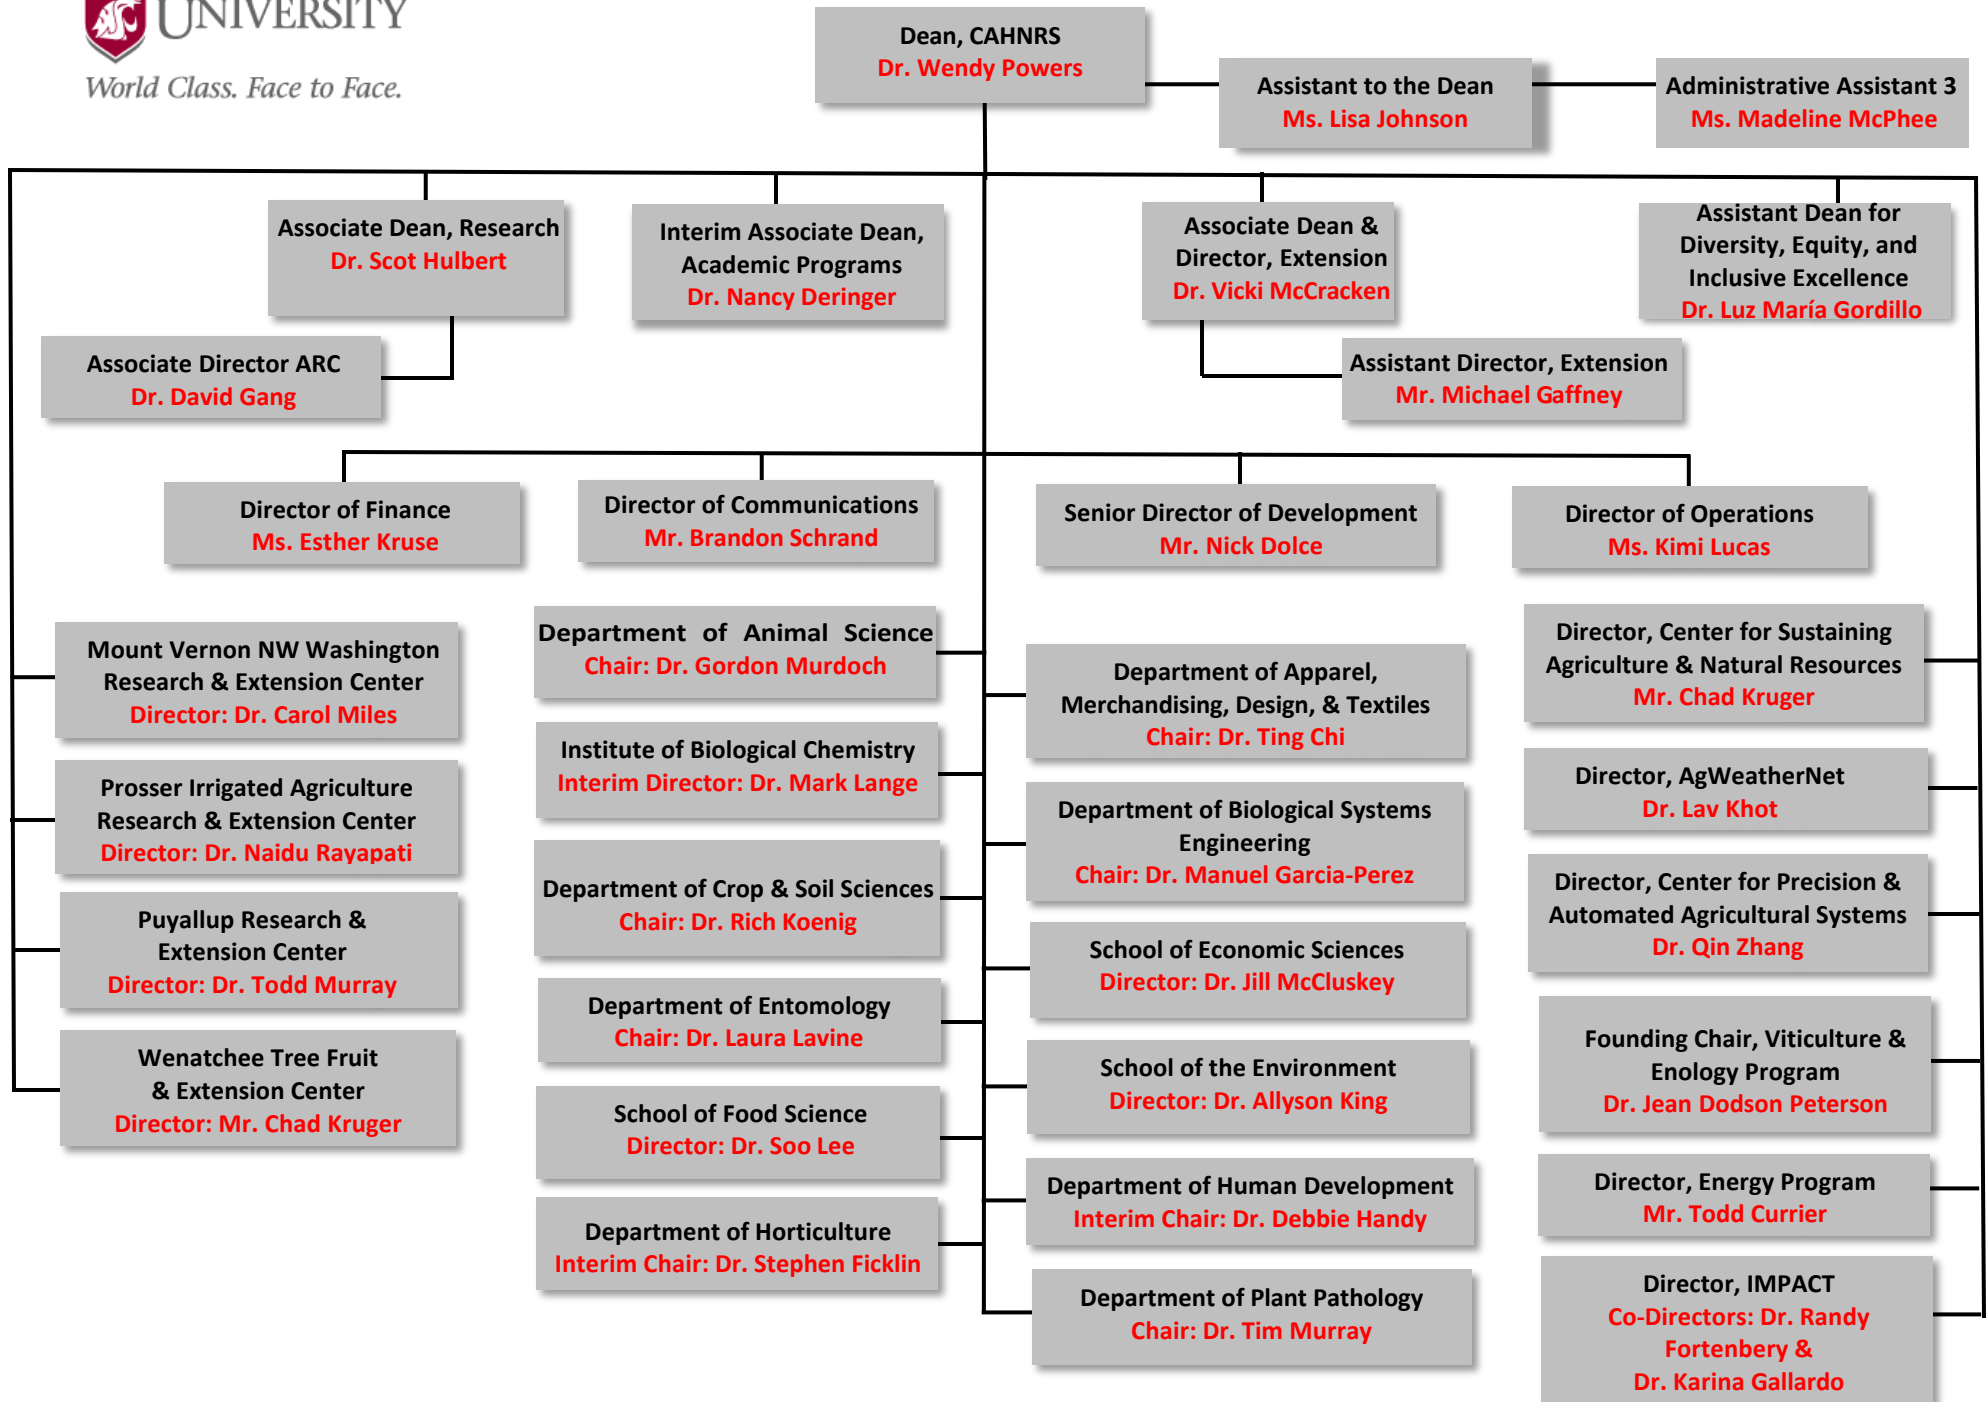 UNIVERSITY
World Class. Face to Face.
Dean, CAHNRS
Dr. Wendy Powers
Assistant to the Dean
Ms. Lisa Johnson
Administrative Assistant 3
Ms. Madeline McPhee
Associate Dean, Research
Dr. Scot Hulbert
Interim Associate Dean,
Academic Programs
Dr. Nancy Deringer
Associate Dean &
Director, Extension
Dr. Vicki McCracken
Assistant Dean for
Diversity, Equity, and
Inclusive Excellence
Dr. Luz María Gordillo
Associate Director ARC
Dr. David Gang
Assistant Director, Extension
Mr. Michael Gaffney
Director of Finance
Ms. Esther Kruse
Director of Communications
Mr. Brandon Schrand
Senior Director of Development
Mr. Nick Dolce
Director of Operations
Ms. Kimi Lucas
Mount Vernon NW Washington
Research & Extension Center
Director: Dr. Carol Miles
Prosser Irrigated Agriculture
Research & Extension Center
Director: Dr. Naidu Rayapati
Puyallup Research &
Extension Center
Director: Dr. Todd Murray
Wenatchee Tree Fruit
& Extension Center
Director: Mr. Chad Kruger
Department of Animal Science
Chair: Dr. Gordon Murdoch
Institute of Biological Chemistry
Interim Director: Dr. Mark Lange
Department of Crop & Soil Sciences
Chair: Dr. Rich Koenig
Department of Entomology
Chair: Dr. Laura Lavine
School of Food Science
Director: Dr. Soo Lee
Department of Horticulture
Interim Chair: Dr. Stephen Ficklin
Department of Apparel,
Merchandising, Design, & Textiles
Chair: Dr. Ting Chi
Department of Biological Systems
Engineering
Chair: Dr. Manuel Garcia-Perez
School of Economic Sciences
Director: Dr. Jill McCluskey
School of the Environment
Director: Dr. Allyson King
Department of Human Development
Interim Chair: Dr. Debbie Handy
Department of Plant Pathology
Chair: Dr. Tim Murray
Director, Center for Sustaining
Agriculture & Natural Resources
Mr. Chad Kruger
Director, AgWeatherNet
Dr. Lav Khot
Director, Center for Precision &
Automated Agricultural Systems
Dr. Qin Zhang
Founding Chair, Viticulture &
Enology Program
Dr. Jean Dodson Peterson
Director, Energy Program
Mr. Todd Currier
Director, IMPACT
Co-Directors: Dr. Randy
Fortenbery &
Dr. Karina Gallardo